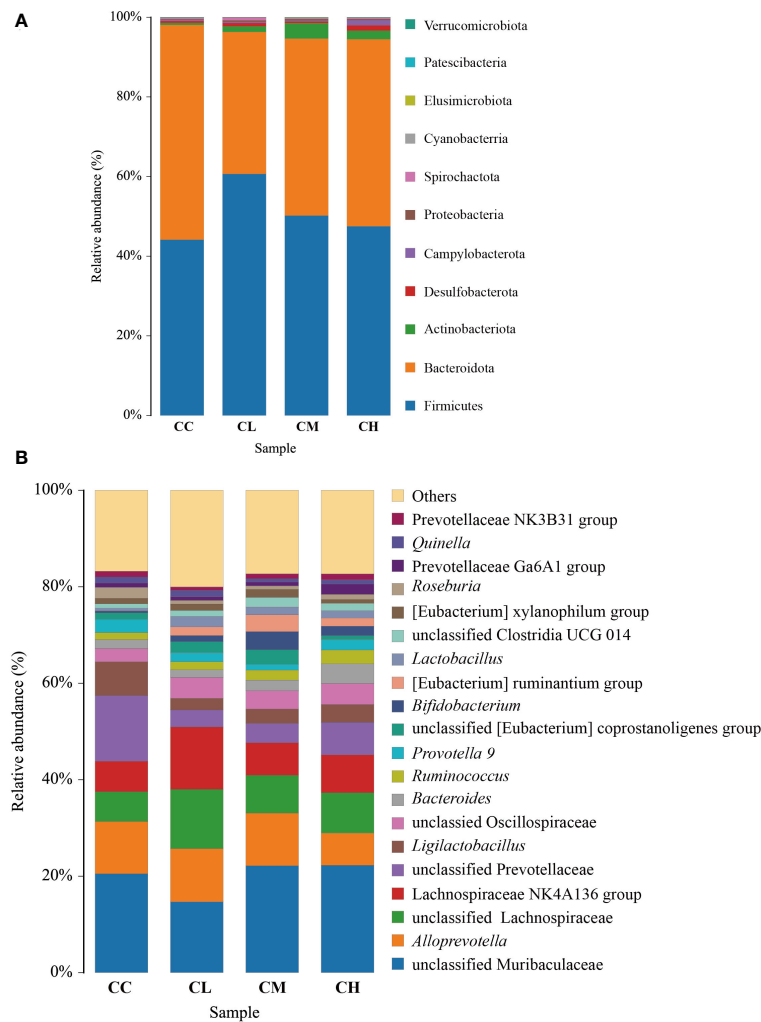 A
Relative abundance (%)
100%
80%
60%
40%
20%
0%
CC CL CM CH
Sample
Verrucomicrobiota
Patescibacteria
Elusimicrobiota
Cyanobacterria
Spirochactota
Proteobacteria
Campylobacterota
Desulfobacterota
Actinobacteriota
Bacteroidota
Firmicutes
B
Relative abundance (%)
100%
80%
60%
40%
20%
0%
CC CL CM CH
Sample
Others
Prevotellaceae NK3B31 group
Quinella
Prevotellaceae Ga6A1 group
Roseburia
[Eubacterium] xylanophilum group
unclassified Clostridia UCG 014
Lactobacillus
[Eubacterium] ruminantium group
Bifidobacterium
unclassified [Eubacterium] coprostanoligenes group
Provotella 9
Ruminococcus
Bacteroides
unclassied Oscillospiraceae
Ligilactobacillus
unclassified Prevotellaceae
Lachnospiraceae NK4A136 group
unclassified Lachnospiraceae
Alloprevotella
unclassified Muribaculaceae